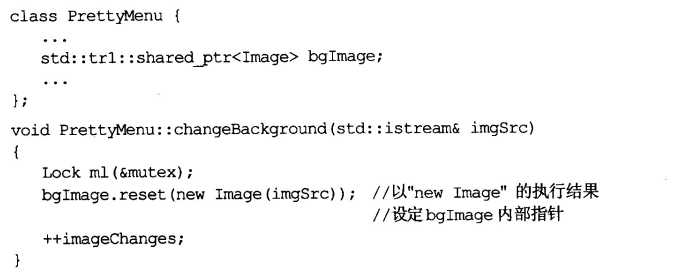 class PrettyMenu {
...
std::tr1::shared_ptr<Image> bgImage;
...
};
void PrettyMenu::changeBackground(std::istream& imgSrc)
{
Lock ml(&mutex);
bgImage.reset(new Image(imgSrc)); //以"new Image" 的执行结果
//设定bgImage 内部指针
++imageChanges;
}